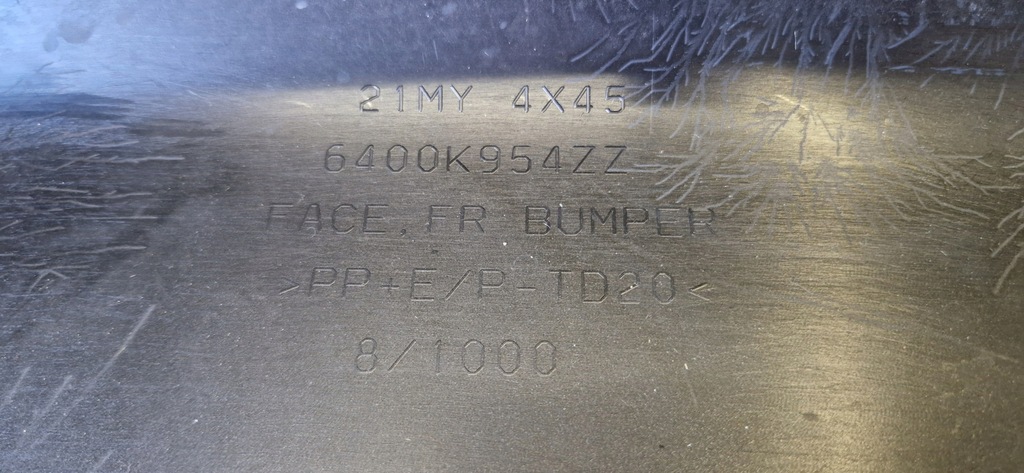 21MY 4X45
6400K954ZZ
FACE, FR BUMPER
>PP+E/P-TD20<
8/1000